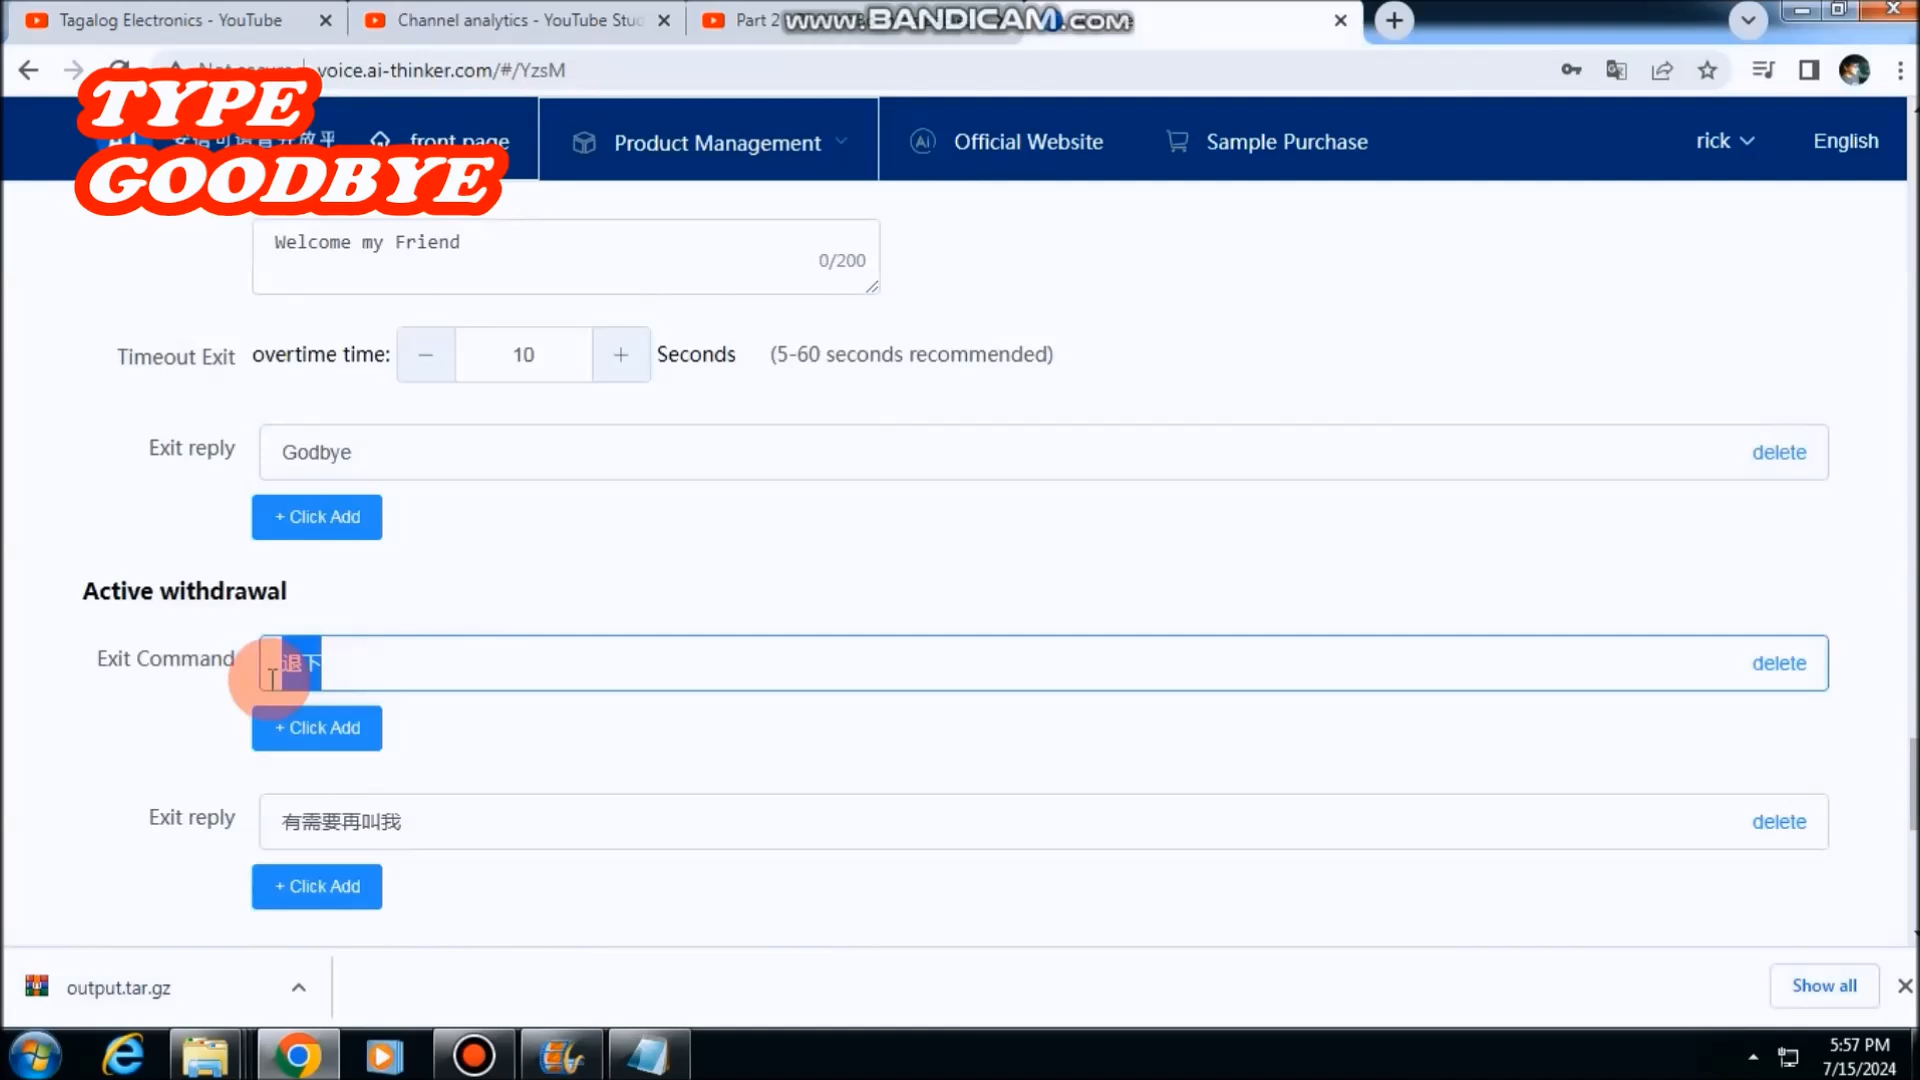 Tagalog Electronics - YouTube
Channel analytics - YouTube Stu
Part 2
www.BANDICAM.com
voice.ai-thinker.com/#/YzsM
TYPE
GOODBYE
front page
Product Management
Official Website
Sample Purchase
rick
English
Welcome my Friend
0/200
Timeout Exit
overtime time:
−
10
+
Seconds
(5-60 seconds recommended)
Exit reply
Godbye
delete
+ Click Add
Active withdrawal
Exit Command
退下
delete
+ Click Add
Exit reply
有需要再叫我
delete
+ Click Add
output.tar.gz
Show all
5:57 PM
7/15/2024